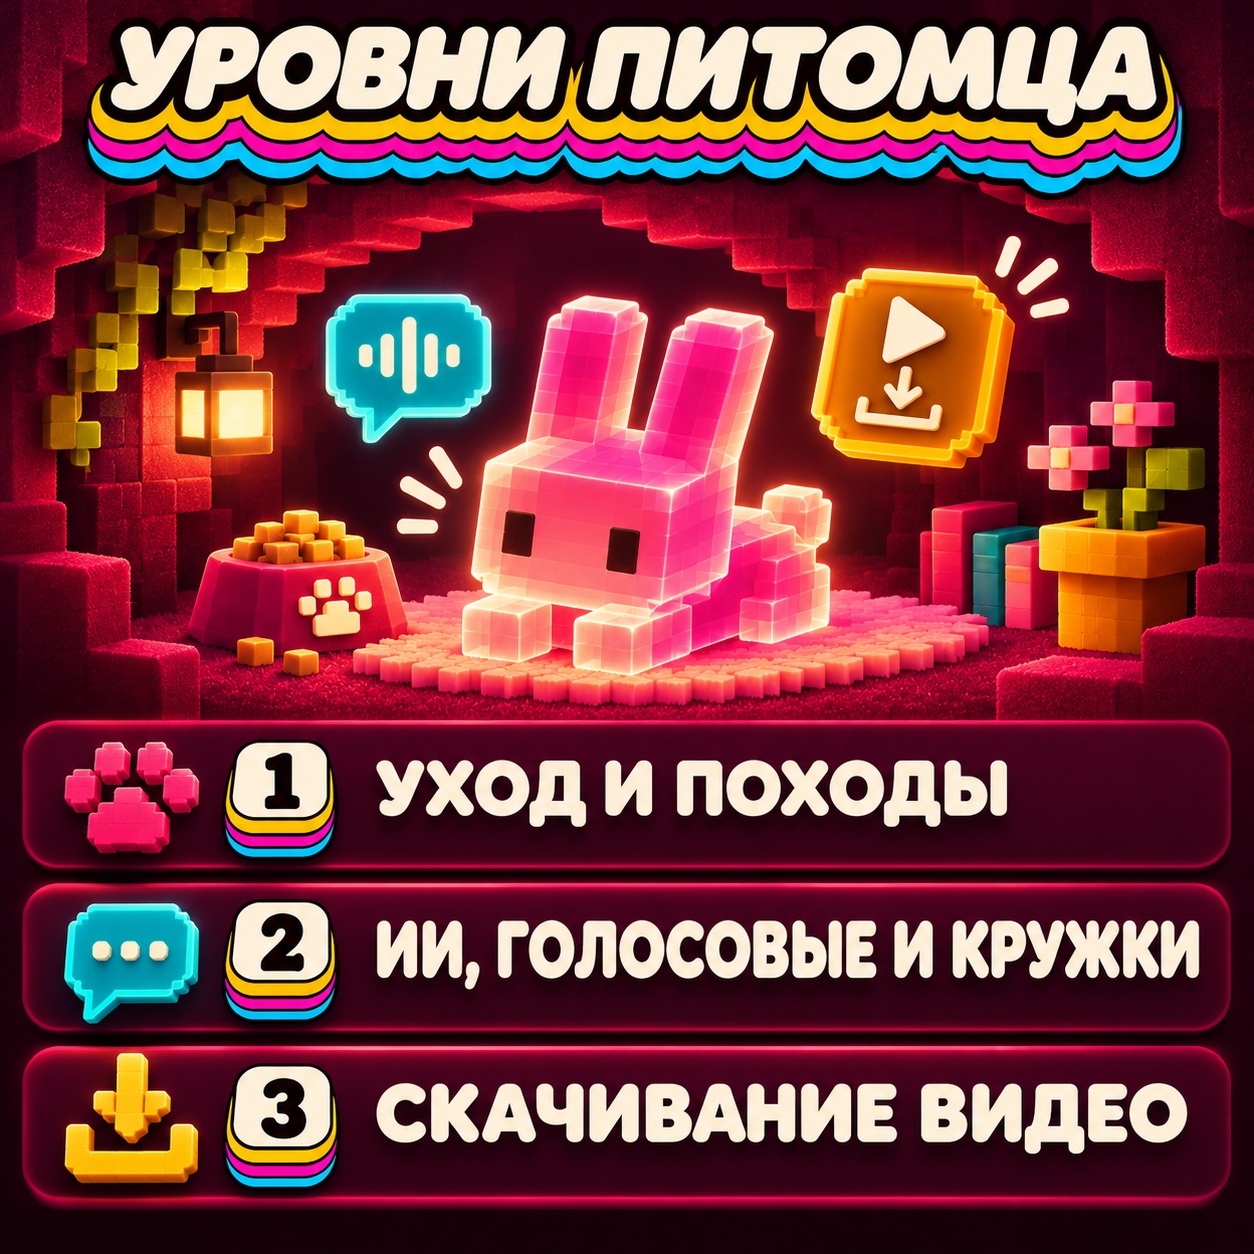 УРОВНИ ПИТОМЦА
1 УХОД И ПОХОДЫ
2 ИИ, ГОЛОСОВЫЕ И КРУЖКИ
3 СКАЧИВАНИЕ ВИДЕО